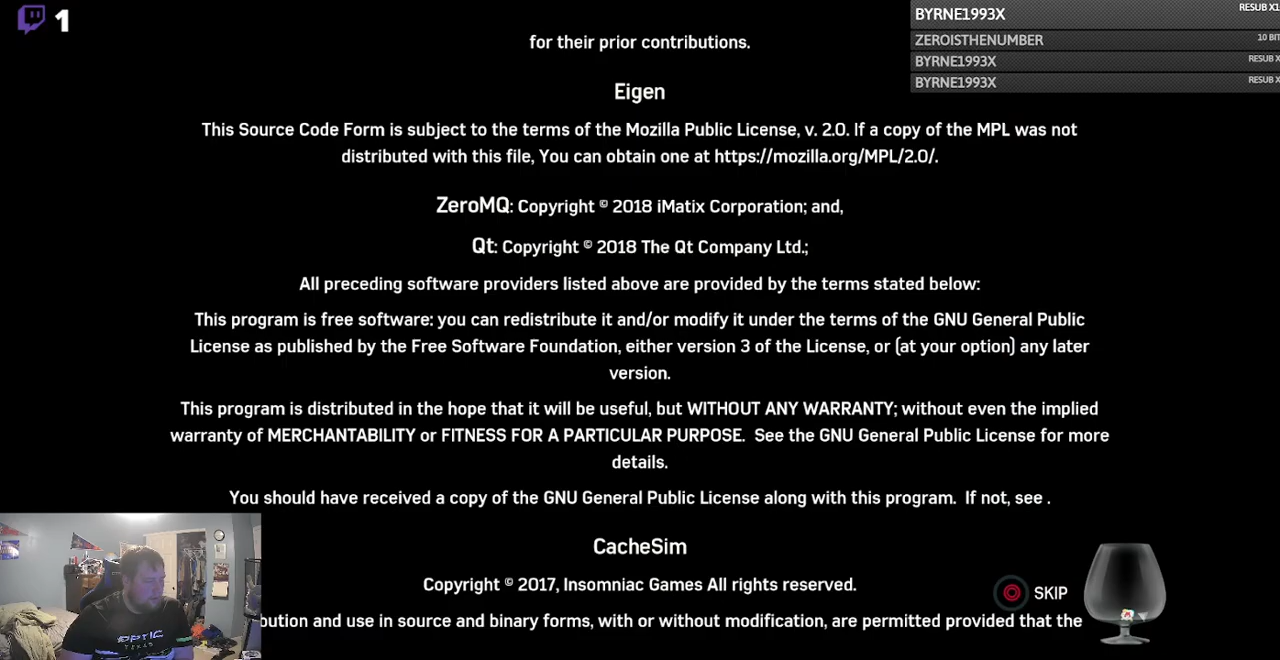 1
BYRNE1993X RESUB X1
ZEROISTHENUMBER 10 BIT
BYRNE1993X RESUB X
BYRNE1993X RESUB X
for their prior contributions.
Eigen
This Source Code Form is subject to the terms of the Mozilla Public License, v. 2.0. If a copy of the MPL was not
distributed with this file, You can obtain one at https://mozilla.org/MPL/2.0/.
ZeroMQ: Copyright © 2018 iMatix Corporation; and,
Qt: Copyright © 2018 The Qt Company Ltd.;
All preceding software providers listed above are provided by the terms stated below:
This program is free software: you can redistribute it and/or modify it under the terms of the GNU General Public
License as published by the Free Software Foundation, either version 3 of the License, or (at your option) any later
version.
This program is distributed in the hope that it will be useful, but WITHOUT ANY WARRANTY; without even the implied
warranty of MERCHANTABILITY or FITNESS FOR A PARTICULAR PURPOSE. See the GNU General Public License for more
details.
You should have received a copy of the GNU General Public License along with this program. If not, see .
CacheSim
Copyright © 2017, Insomniac Games All rights reserved.
SKIP
bution and use in source and binary forms, with or without modification, are permitted provided that the
OPTIC
TEXAS